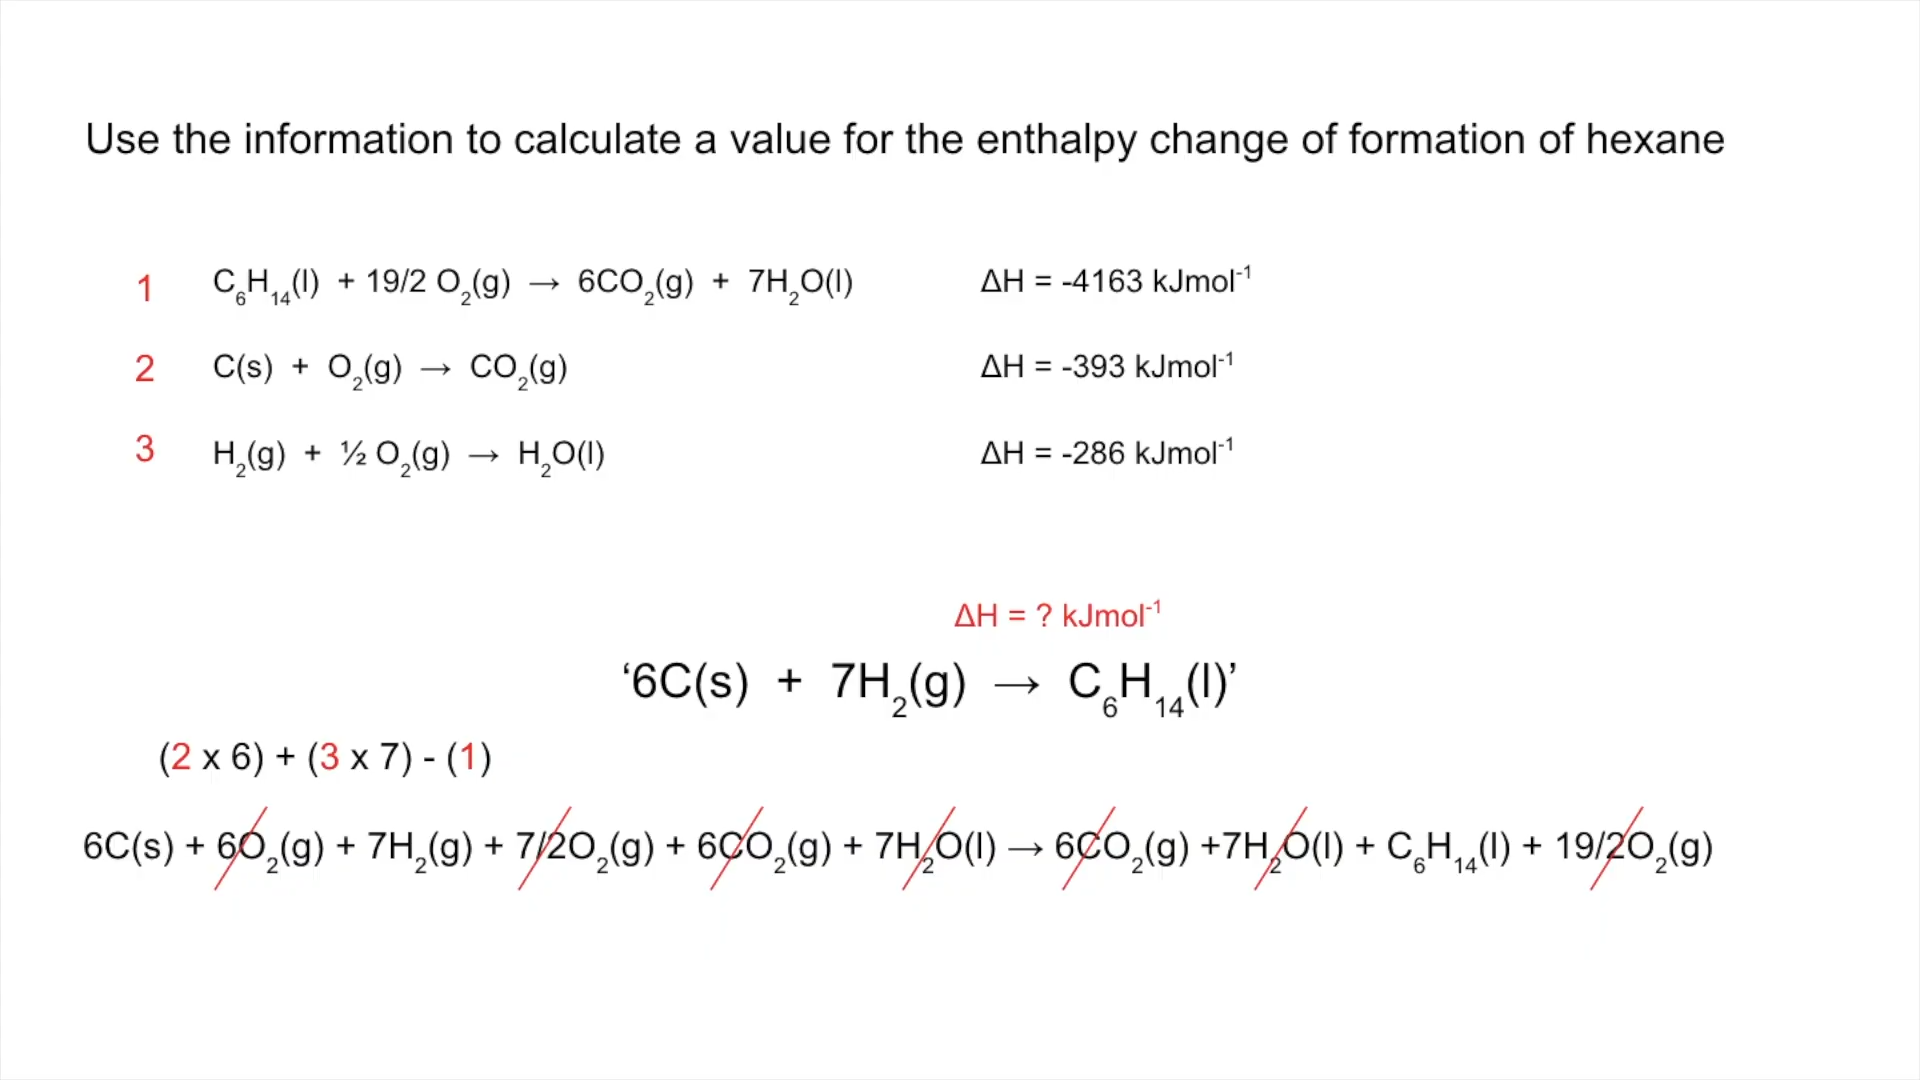 Use the information to calculate a value for the enthalpy change of formation of hexane
1 C₆H₁₄(l) + 19/2 O₂(g) → 6CO₂(g) + 7H₂O(l) ΔH = -4163 kJmol⁻¹
2 C(s) + O₂(g) → CO₂(g) ΔH = -393 kJmol⁻¹
3 H₂(g) + ½ O₂(g) → H₂O(l) ΔH = -286 kJmol⁻¹
ΔH = ? kJmol⁻¹
‘6C(s) + 7H₂(g) → C₆H₁₄(l)’
(2 x 6) + (3 x 7) - (1)
6C(s) + 6O₂(g) + 7H₂(g) + 7/2O₂(g) + 6CO₂(g) + 7H₂O(l) → 6CO₂(g) +7H₂O(l) + C₆H₁₄(l) + 19/2O₂(g)